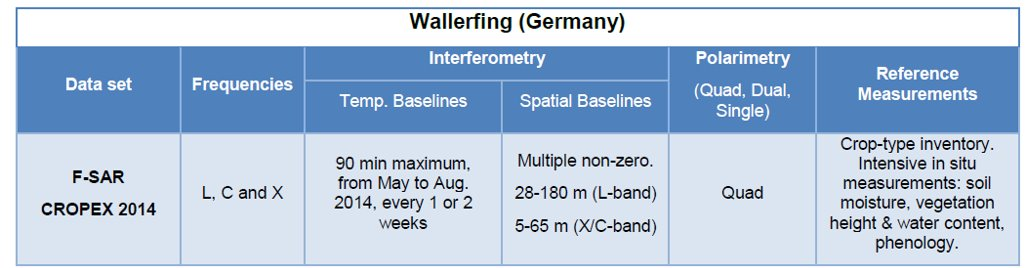 Wallerfing (Germany)
Data set
Frequencies
Interferometry
Temp. Baselines
Spatial Baselines
Polarimetry
(Quad, Dual,
Single)
Reference
Measurements
F-SAR
CROPEX 2014
L, C and X
90 min maximum,
from May to Aug.
2014, every 1 or 2
weeks
Multiple non-zero.
28-180 m (L-band)
5-65 m (X/C-band)
Quad
Crop-type inventory.
Intensive in situ
measurements: soil
moisture, vegetation
height & water content,
phenology.